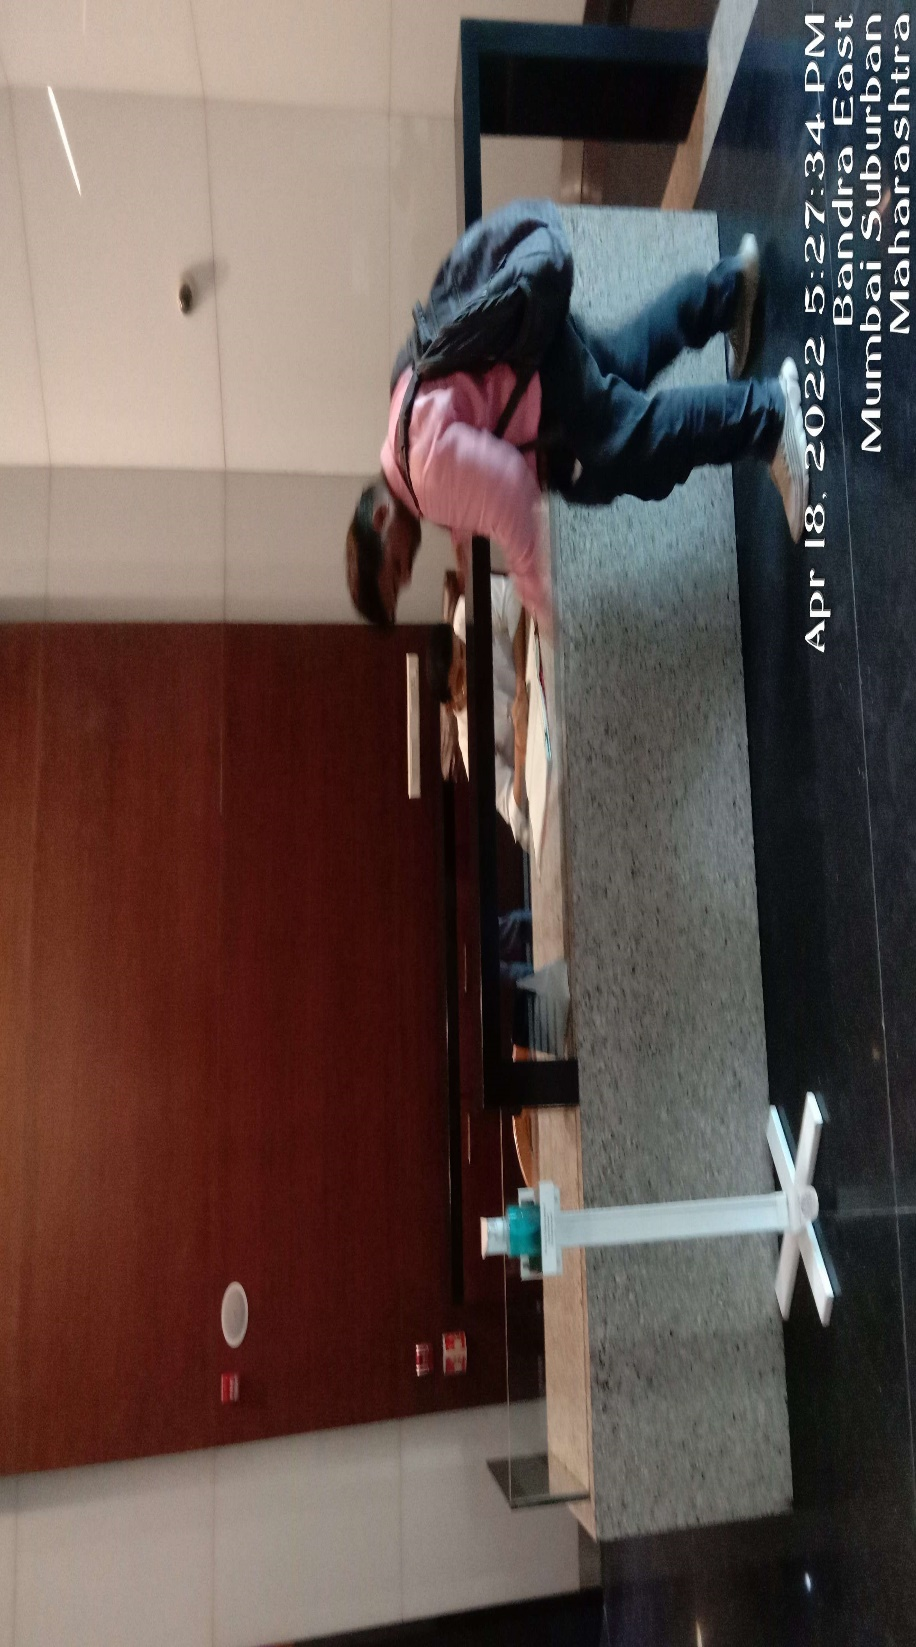 Apr 18, 2022 5:27:34 PM
Bandra East
Mumbai Suburban
Maharashtra